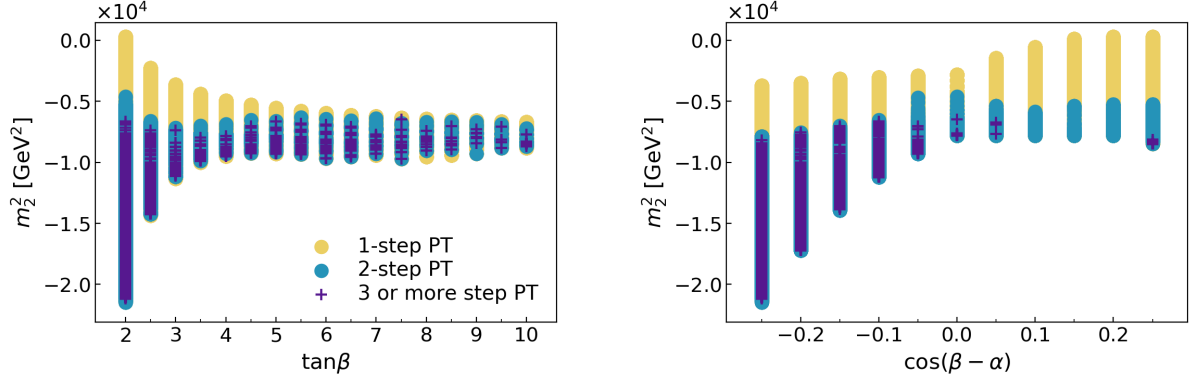 ×10⁴
m₂² [GeV²]
0.0
−0.5
−1.0
−1.5
−2.0
1-step PT
2-step PT
3 or more step PT
2 3 4 5 6 7 8 9 10
tanβ
×10⁴
m₂² [GeV²]
0.0
−0.5
−1.0
−1.5
−2.0
−0.2 −0.1 0.0 0.1 0.2
cos(β − α)